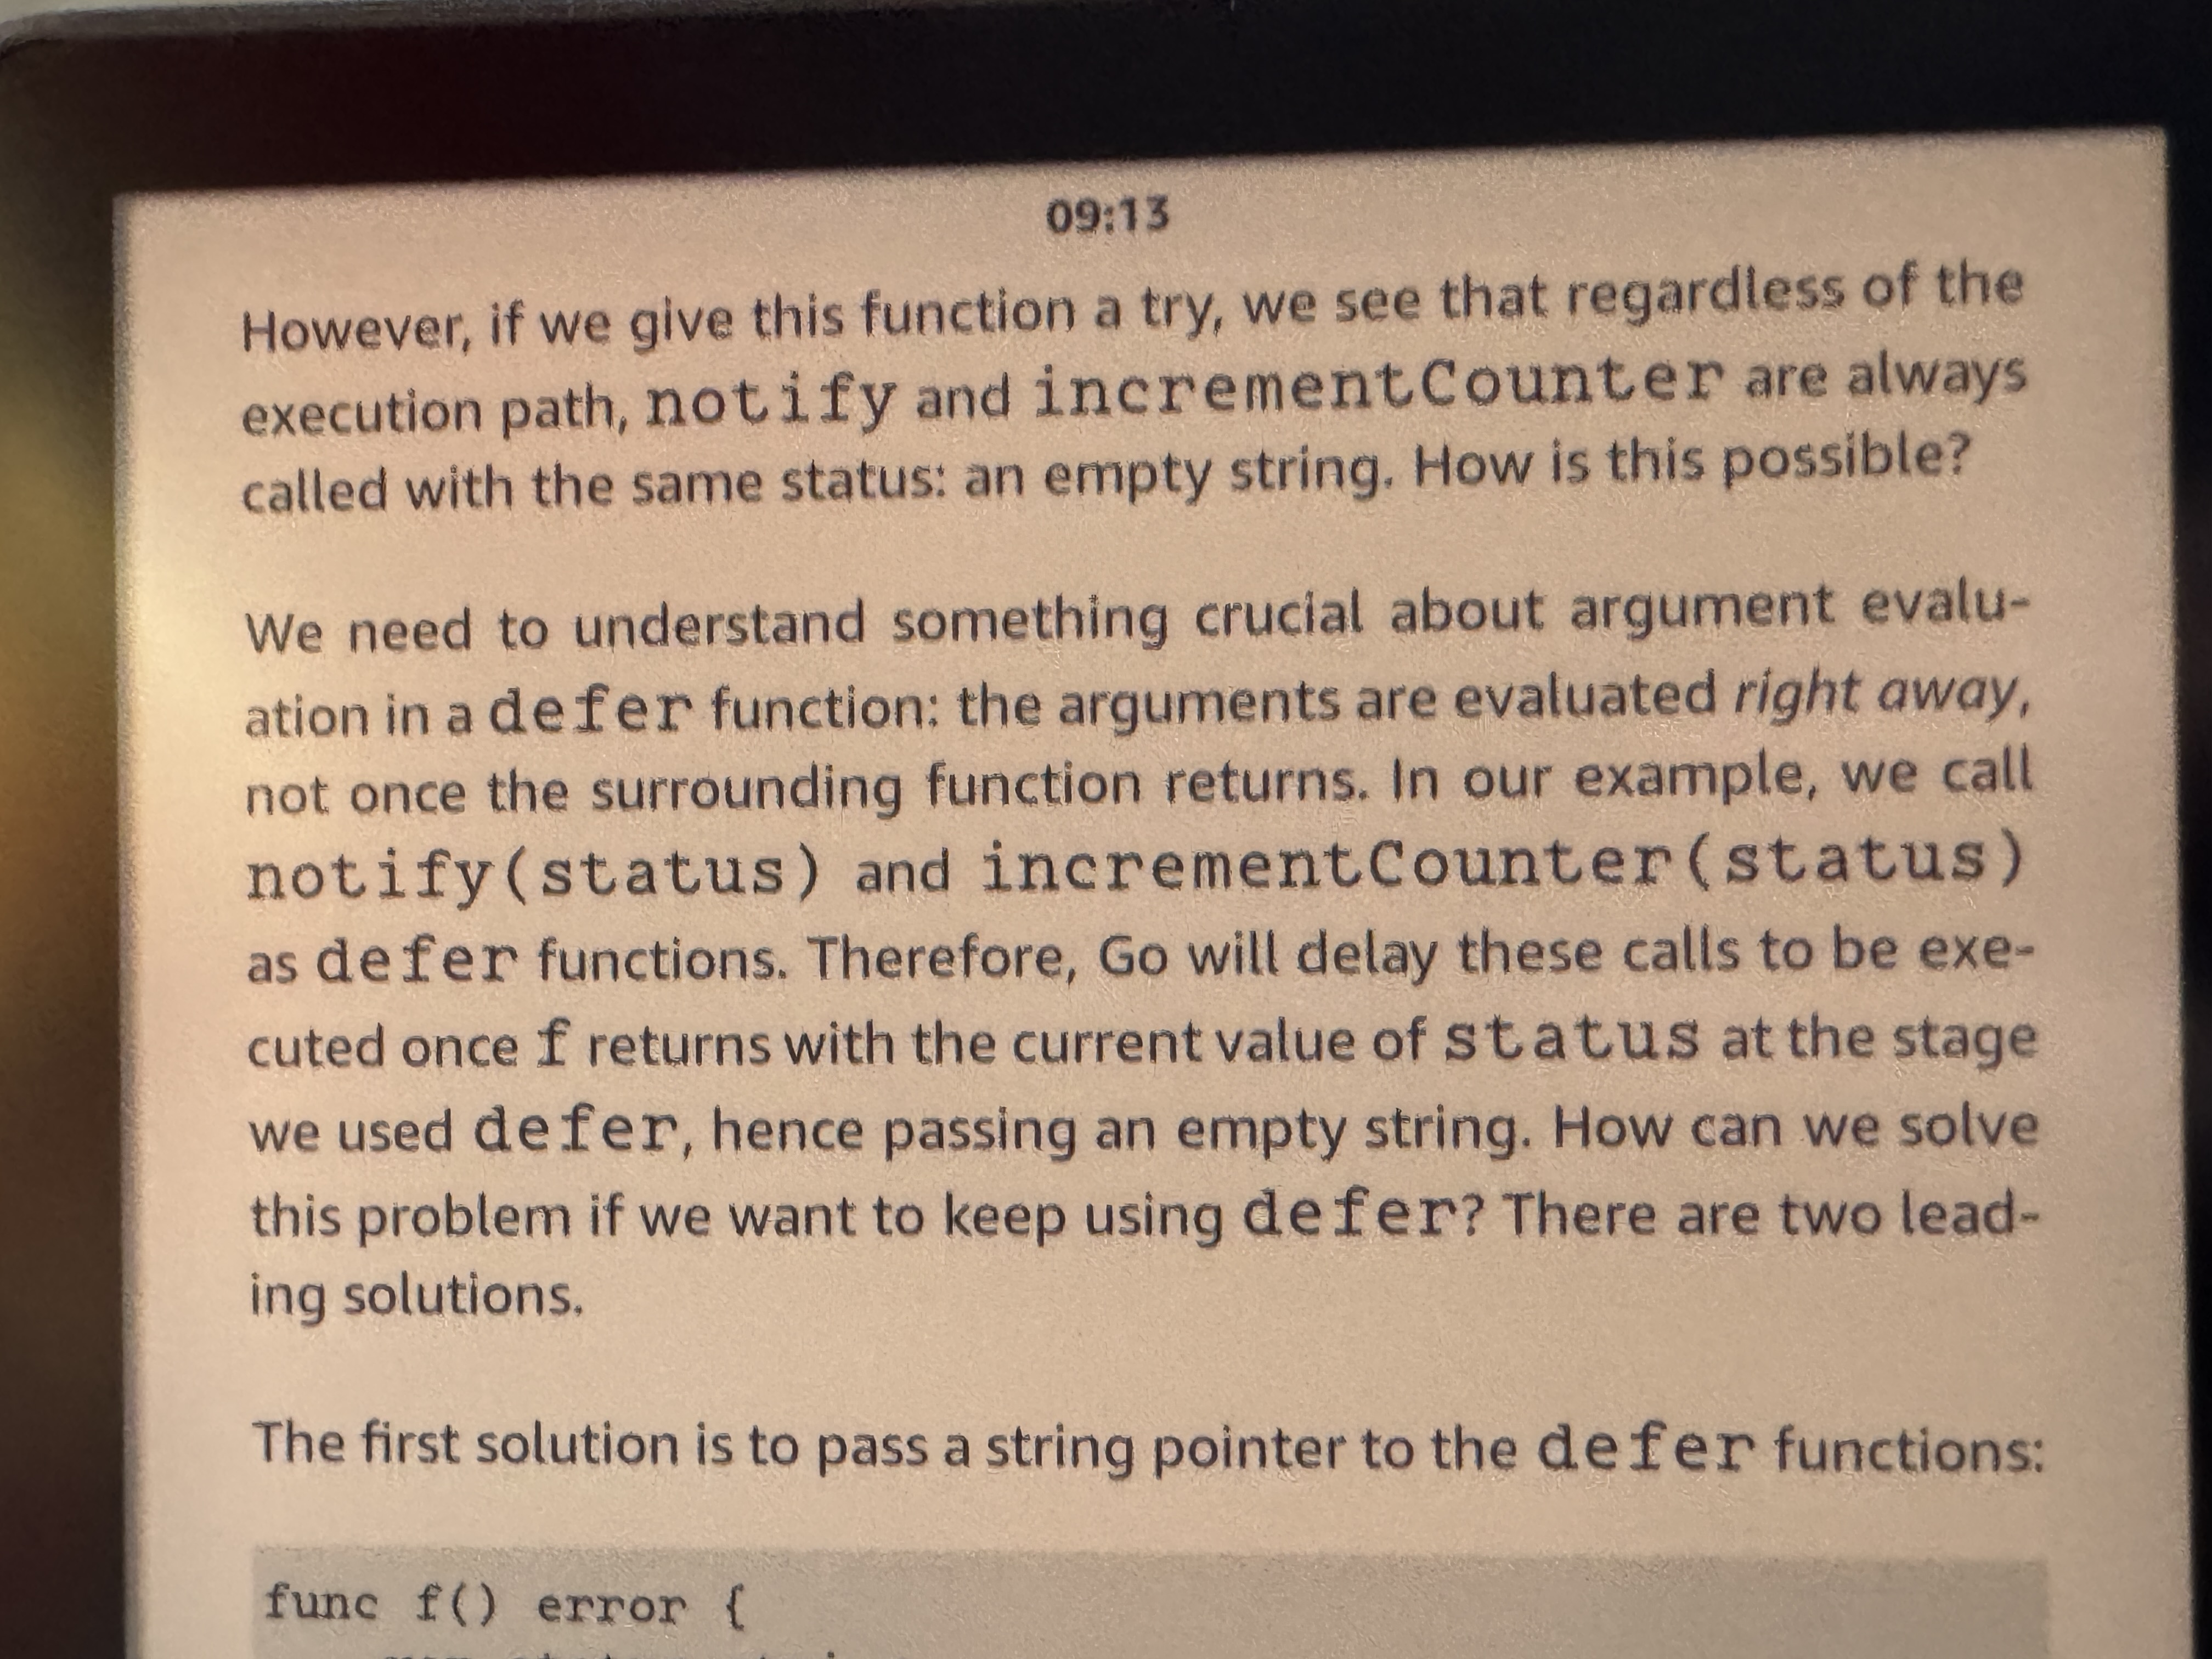 09:13
However, if we give this function a try, we see that regardless of the
execution path, notify and incrementCounter are always
called with the same status: an empty string. How is this possible?
We need to understand something crucial about argument evalu-
ation in a defer function: the arguments are evaluated right away,
not once the surrounding function returns. In our example, we call
notify(status) and incrementCounter(status)
as defer functions. Therefore, Go will delay these calls to be exe-
cuted once f returns with the current value of status at the stage
we used defer, hence passing an empty string. How can we solve
this problem if we want to keep using defer? There are two lead-
ing solutions.
The first solution is to pass a string pointer to the defer functions:
func f() error {